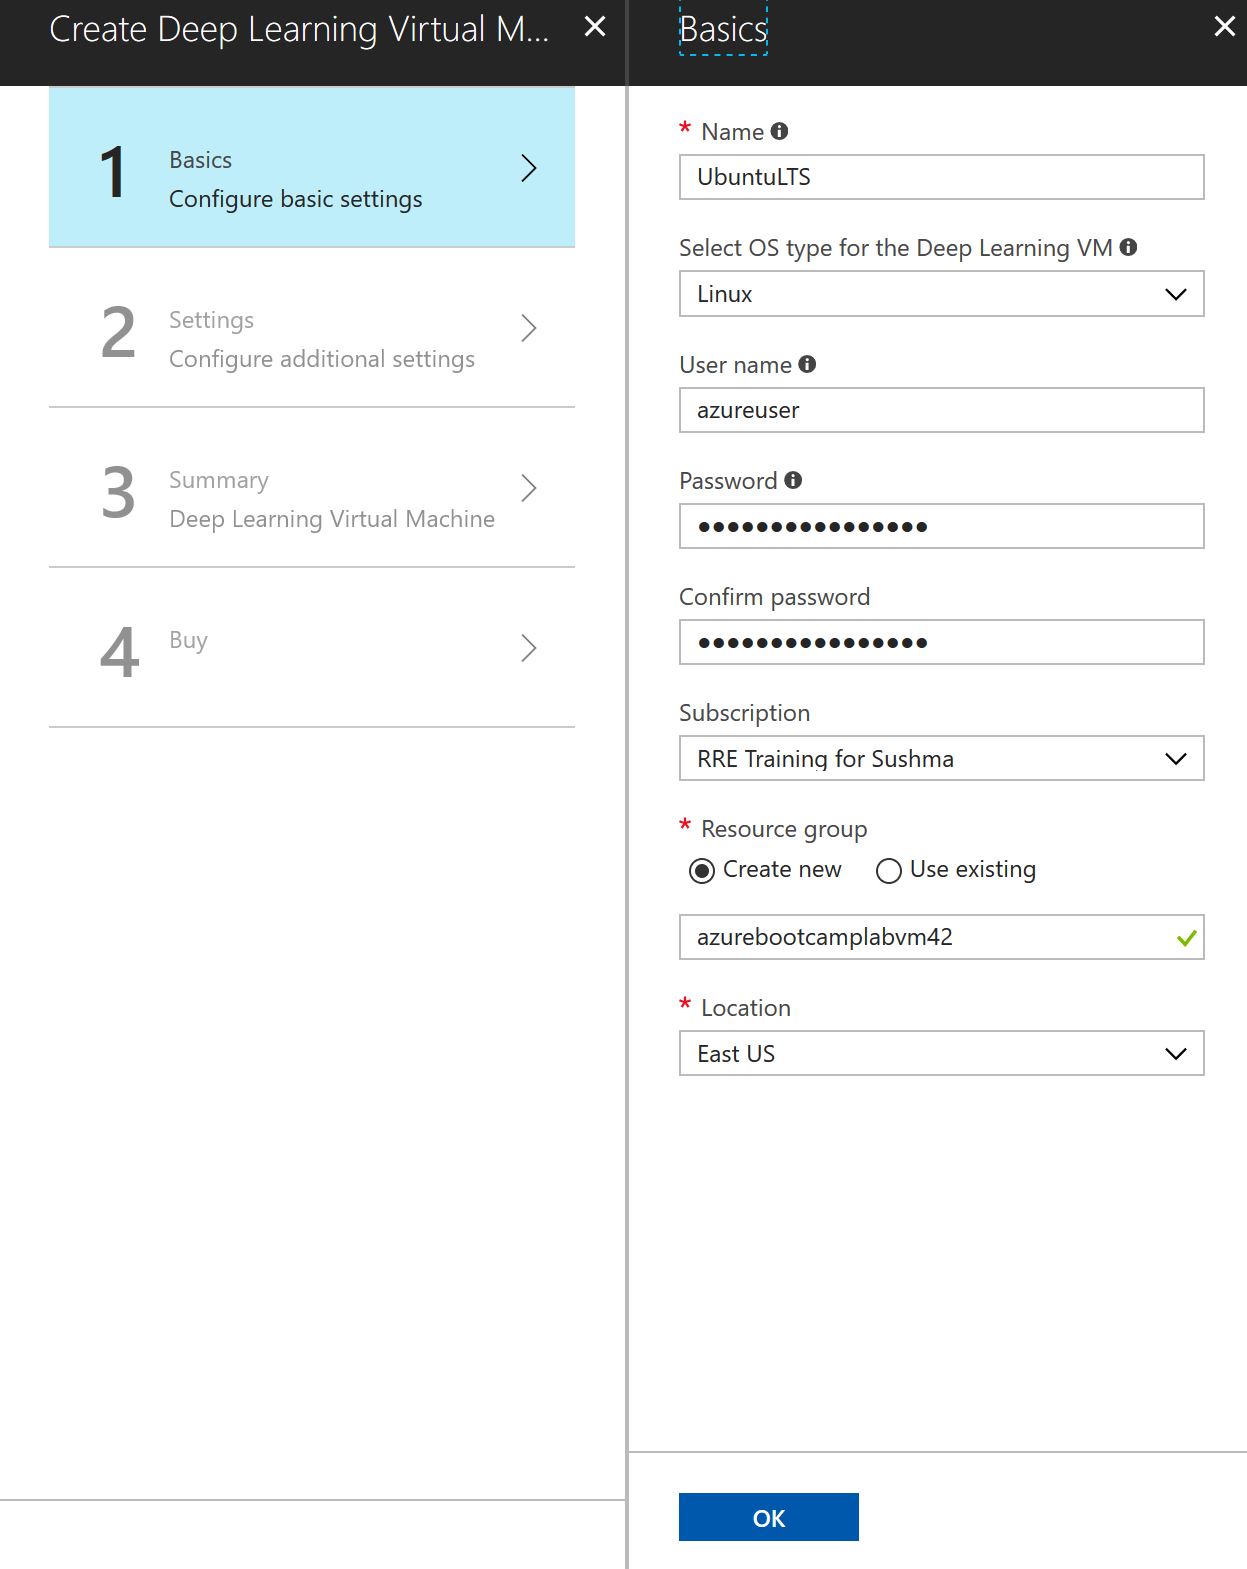 Create Deep Learning Virtual M...
1
Basics
Configure basic settings
2
Settings
Configure additional settings
3
Summary
Deep Learning Virtual Machine
4
Buy
Basics
* Name
UbuntuLTS
Select OS type for the Deep Learning VM
Linux
User name
azureuser
Password
••••••••••••••••
Confirm password
••••••••••••••••
Subscription
RRE Training for Sushma
* Resource group
Create new Use existing
azurebootcamplabvm42
* Location
East US
OK